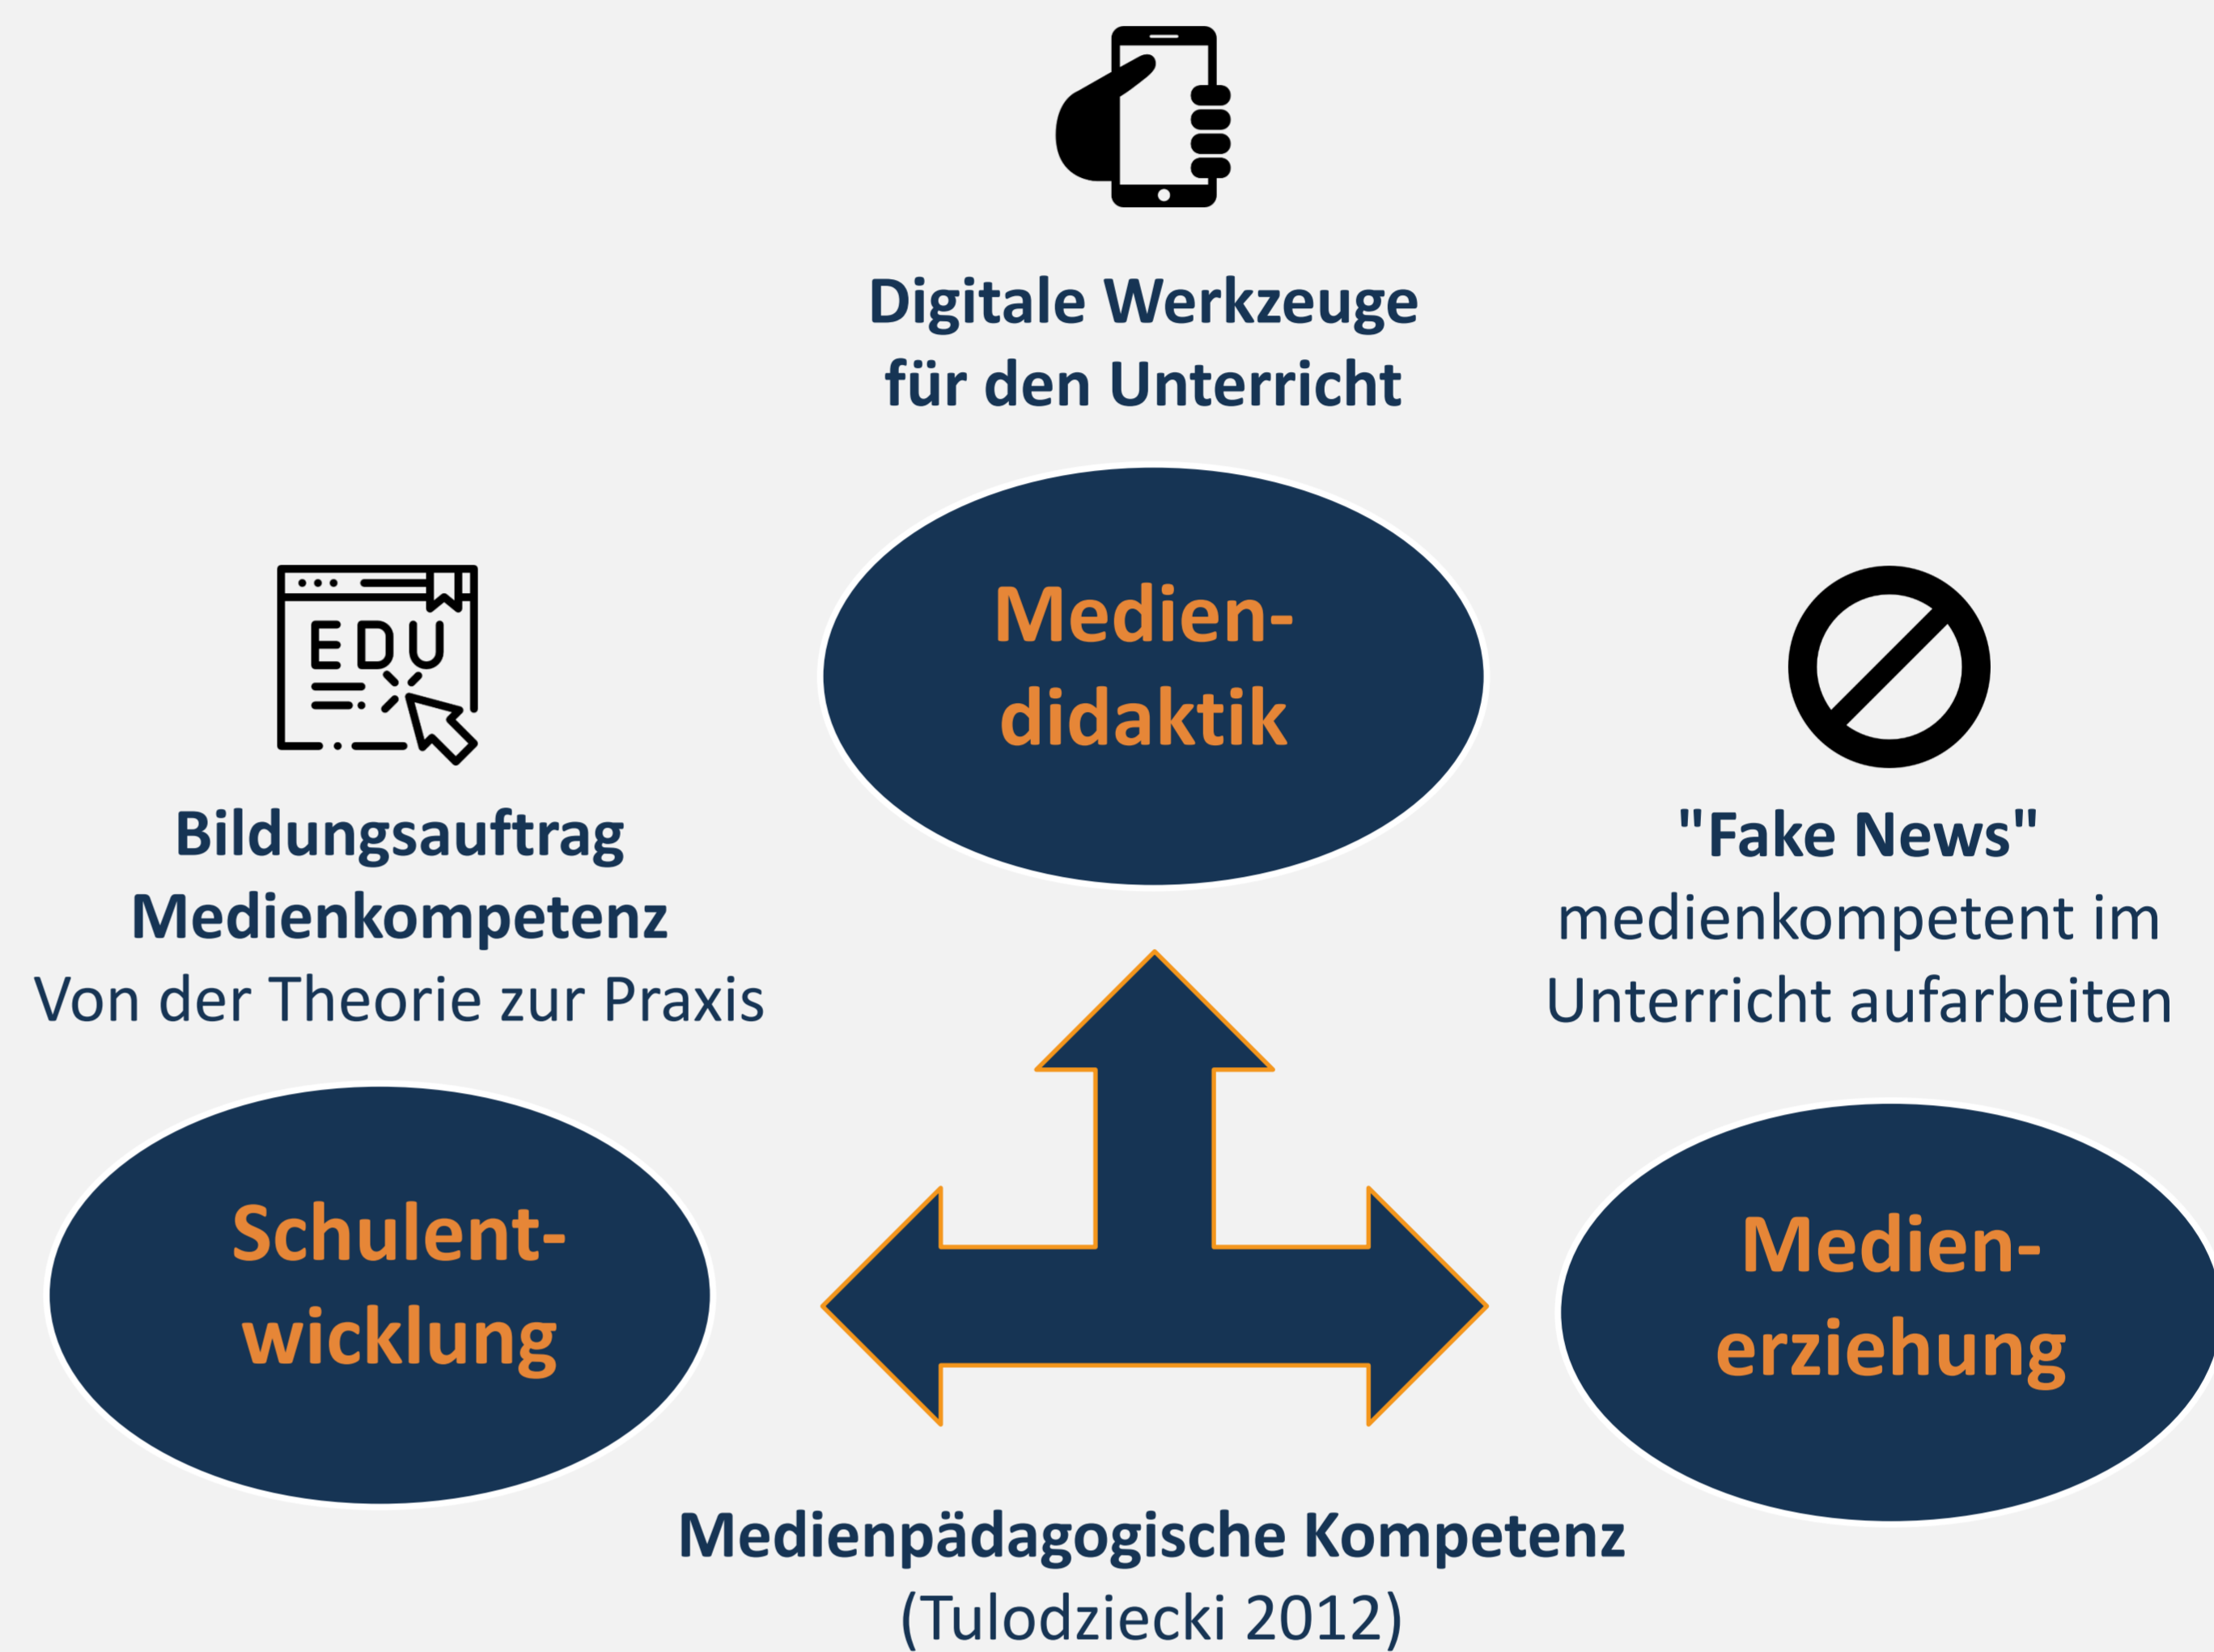 Digitale Werkzeuge
für den Unterricht
Medien-
didaktik
EDU
Bildungsauftrag
Medienkompetenz
Von der Theorie zur Praxis
"Fake News"
medienkompetent im
Unterricht aufarbeiten
Schulent-
wicklung
Medien-
erziehung
Medienpädagogische Kompetenz
(Tulodziecki 2012)